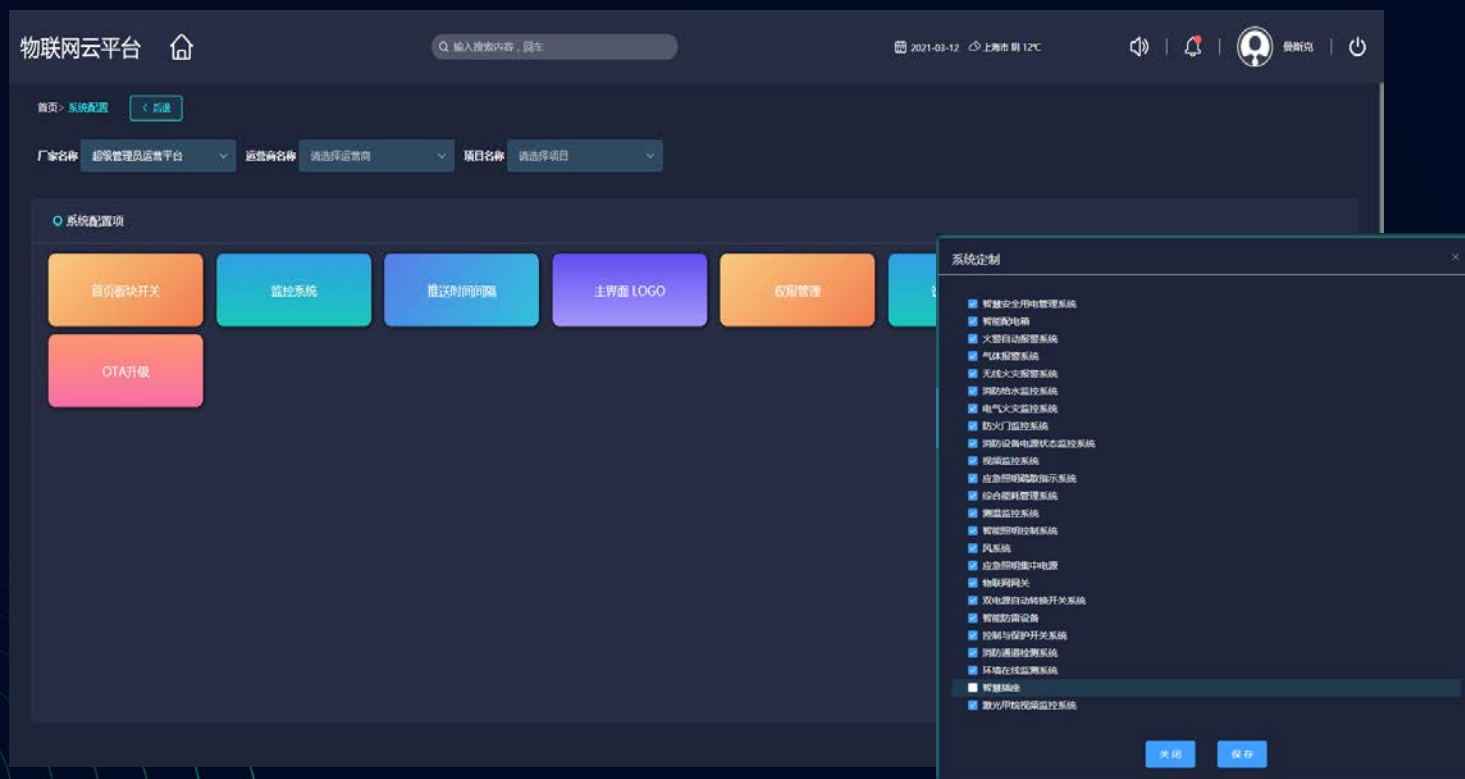 物联网云平台
输入搜索内容，回车
2021-03-12 上海市 阴 12℃
曼斯克
首页> 系统配置
< 后退
厂家名称 超级管理员运营平台 运营商名称 请选择运营商 项目名称 请选择项目
系统配置项
首页板块开关 监控系统 推送时间间隔 主界面 LOGO 权限管理
OTA升级
系统定制
智慧安全用电管理系统
智能配电箱
火警自动报警系统
气体报警系统
无线火灾报警系统
消防给水监控系统
电气火灾监控系统
防火门监控系统
消防设备电源状态监控系统
视频监控系统
应急照明疏散指示系统
综合能耗管理系统
测温监控系统
智能照明控制系统
风系统
应急照明集中电源
物联网网关
双电源自动转换开关系统
智能防雷设备
控制与保护开关系统
消防通道检测系统
环境在线监测系统
智慧插座
激光甲烷视频监控系统
关闭 保存